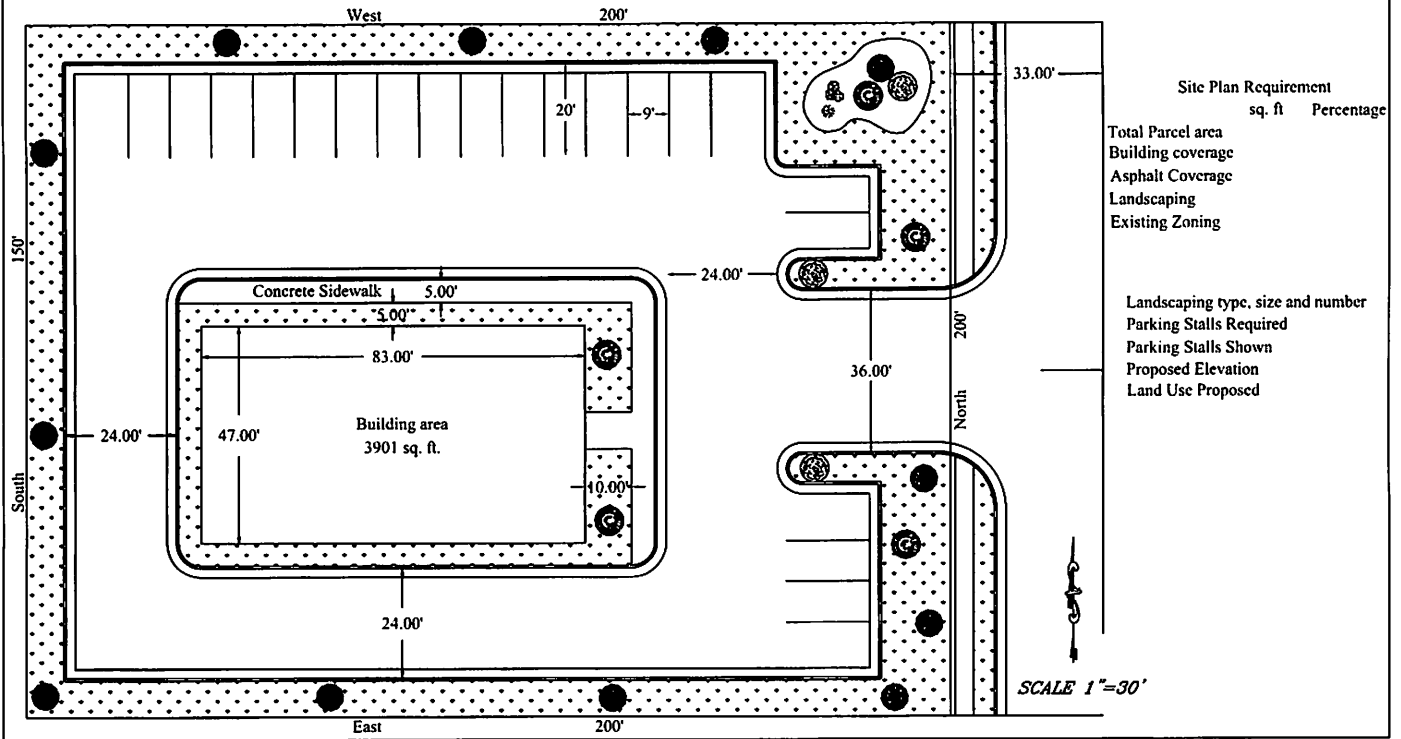 West 200'
33.00'
Site Plan Requirement
sq. ft Percentage
20'
9'
Total Parcel area
Building coverage
Asphalt Coverage
Landscaping
Existing Zoning
150'
24.00'
Concrete Sidewalk 5.00'
5.00'
Landscaping type, size and number
Parking Stalls Required
Parking Stalls Shown
Proposed Elevation
Land Use Proposed
200'
83.00'
36.00'
North
Building area
3901 sq. ft.
24.00'
47.00'
South
10.00'
24.00'
SCALE 1"=30'
East 200'